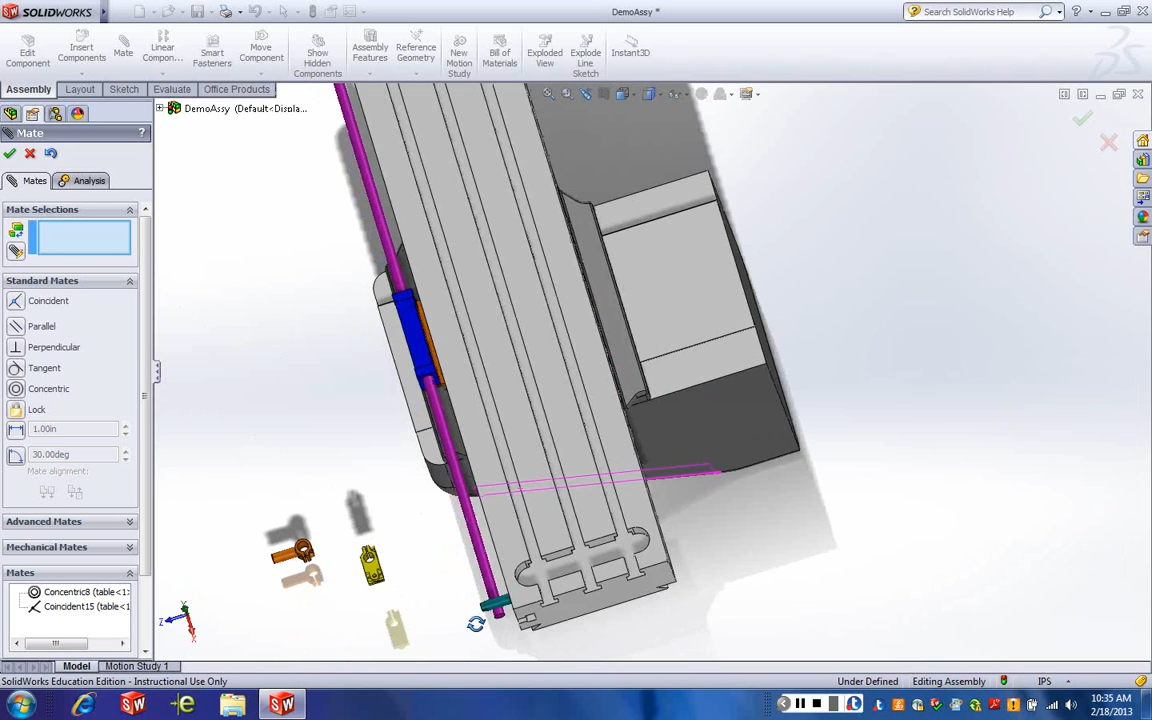 SOLIDWORKS
DemoAssy *
Search SolidWorks Help
Edit Component
Insert Components
Mate
Linear Compon...
Smart Fasteners
Move Component
Show Hidden Components
Assembly Features
Reference Geometry
New Motion Study
Bill of Materials
Exploded View
Explode Line Sketch
Instant3D
Assembly
Layout
Sketch
Evaluate
Office Products
DemoAssy (Default<Displa...
Mate
?
Mates
Analysis
Mate Selections
Standard Mates
Coincident
Parallel
Perpendicular
Tangent
Concentric
Lock
1.00in
30.00deg
Mate alignment:
Advanced Mates
Mechanical Mates
Mates
Concentric8 (table<1>
Coincident15 (table<1
Y
Z
X
Model
Motion Study 1
SolidWorks Education Edition - Instructional Use Only
Under Defined
Editing Assembly
IPS
10:35 AM
2/18/2013